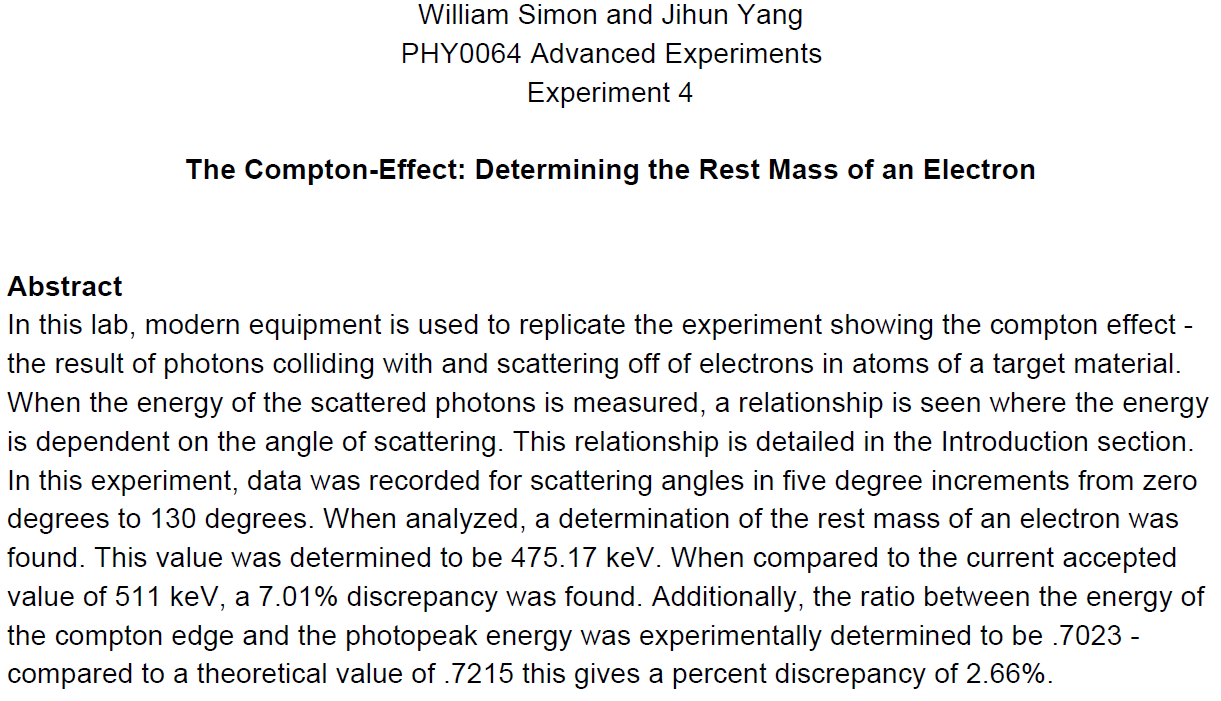 William Simon and Jihun Yang
PHY0064 Advanced Experiments
Experiment 4
The Compton-Effect: Determining the Rest Mass of an Electron
Abstract
In this lab, modern equipment is used to replicate the experiment showing the compton effect -
the result of photons colliding with and scattering off of electrons in atoms of a target material.
When the energy of the scattered photons is measured, a relationship is seen where the energy
is dependent on the angle of scattering. This relationship is detailed in the Introduction section.
In this experiment, data was recorded for scattering angles in five degree increments from zero
degrees to 130 degrees. When analyzed, a determination of the rest mass of an electron was
found. This value was determined to be 475.17 keV. When compared to the current accepted
value of 511 keV, a 7.01% discrepancy was found. Additionally, the ratio between the energy of
the compton edge and the photopeak energy was experimentally determined to be .7023 -
compared to a theoretical value of .7215 this gives a percent discrepancy of 2.66%.